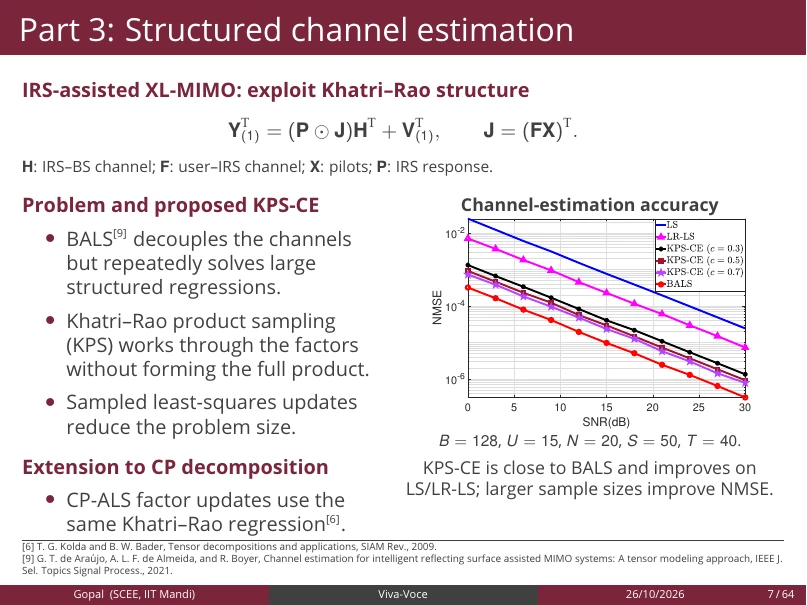 Part 3: Structured channel estimation
IRS-assisted XL-MIMO: exploit Khatri–Rao structure
Y_{(1)}^T = (P ⊙ J)H^T + V_{(1)}^T,    J = (FX)^T.
H: IRS–BS channel; F: user–IRS channel; X: pilots; P: IRS response.
Problem and proposed KPS-CE
• BALS[9] decouples the channels
but repeatedly solves large
structured regressions.
• Khatri–Rao product sampling
(KPS) works through the factors
without forming the full product.
• Sampled least-squares updates
reduce the problem size.
Extension to CP decomposition
• CP-ALS factor updates use the
same Khatri–Rao regression[6].
Channel-estimation accuracy
LS
LR-LS
KPS-CE (c = 0.3)
KPS-CE (c = 0.5)
KPS-CE (c = 0.7)
BALS
10^-2
10^-4
10^-6
NMSE
0 5 10 15 20 25 30
SNR(dB)
B = 128, U = 15, N = 20, S = 50, T = 40.
KPS-CE is close to BALS and improves on
LS/LR-LS; larger sample sizes improve NMSE.
[6] T. G. Kolda and B. W. Bader, Tensor decompositions and applications, SIAM Rev., 2009.
[9] G. T. de Araújo, A. L. F. de Almeida, and R. Boyer, Channel estimation for intelligent reflecting surface assisted MIMO systems: A tensor modeling approach, IEEE J.
Sel. Topics Signal Process., 2021.
Gopal (SCEE, IIT Mandi) Viva-Voce 26/10/2026 7 / 64